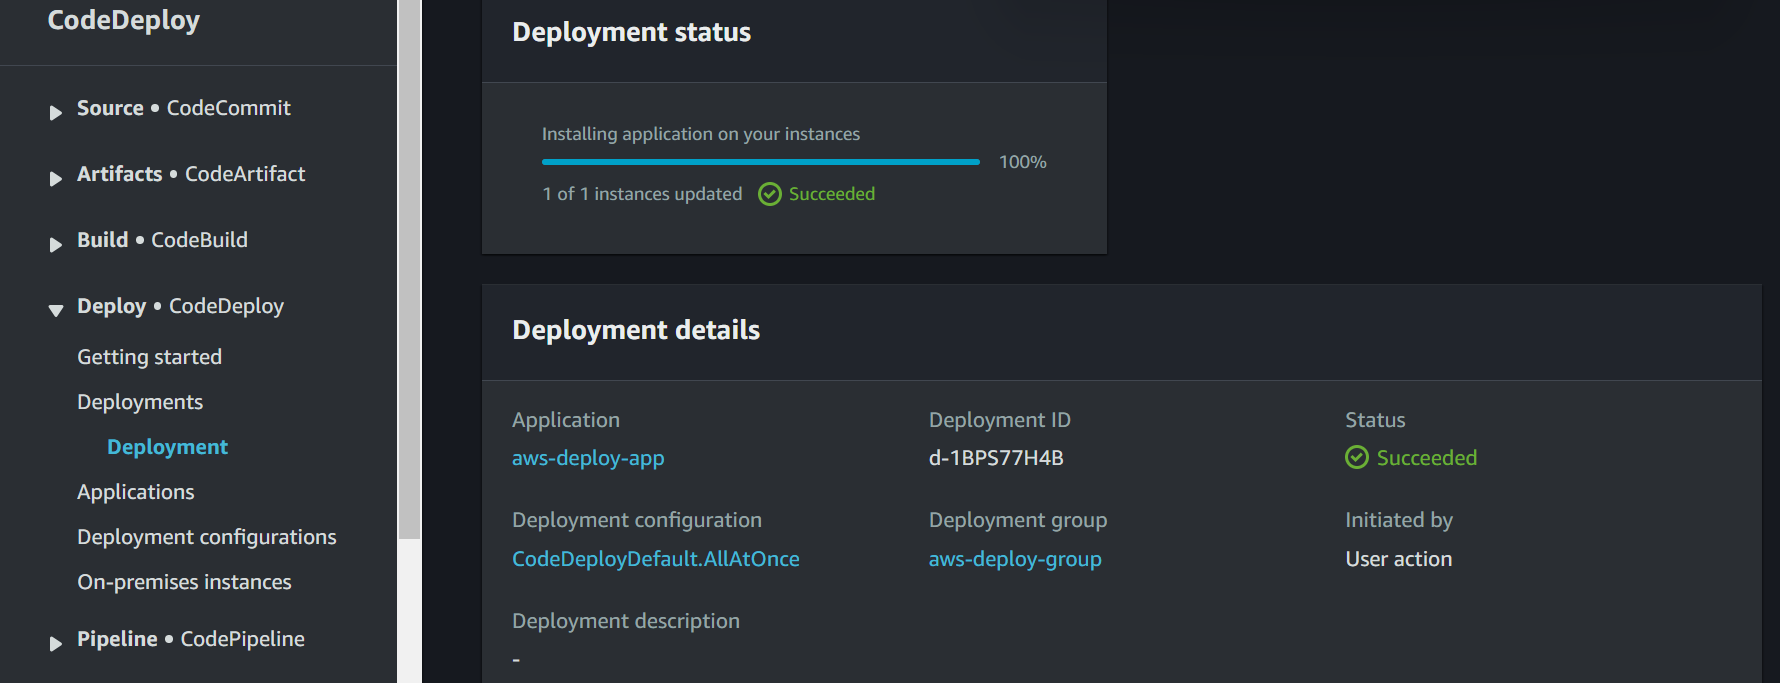 CodeDeploy
Source • CodeCommit
Artifacts • CodeArtifact
Build • CodeBuild
Deploy • CodeDeploy
Getting started
Deployments
Deployment
Applications
Deployment configurations
On-premises instances
Pipeline • CodePipeline
Deployment status
Installing application on your instances
100%
1 of 1 instances updated Succeeded
Deployment details
Application
aws-deploy-app
Deployment ID
d-1BPS77H4B
Status
Succeeded
Deployment configuration
CodeDeployDefault.AllAtOnce
Deployment group
aws-deploy-group
Initiated by
User action
Deployment description
-